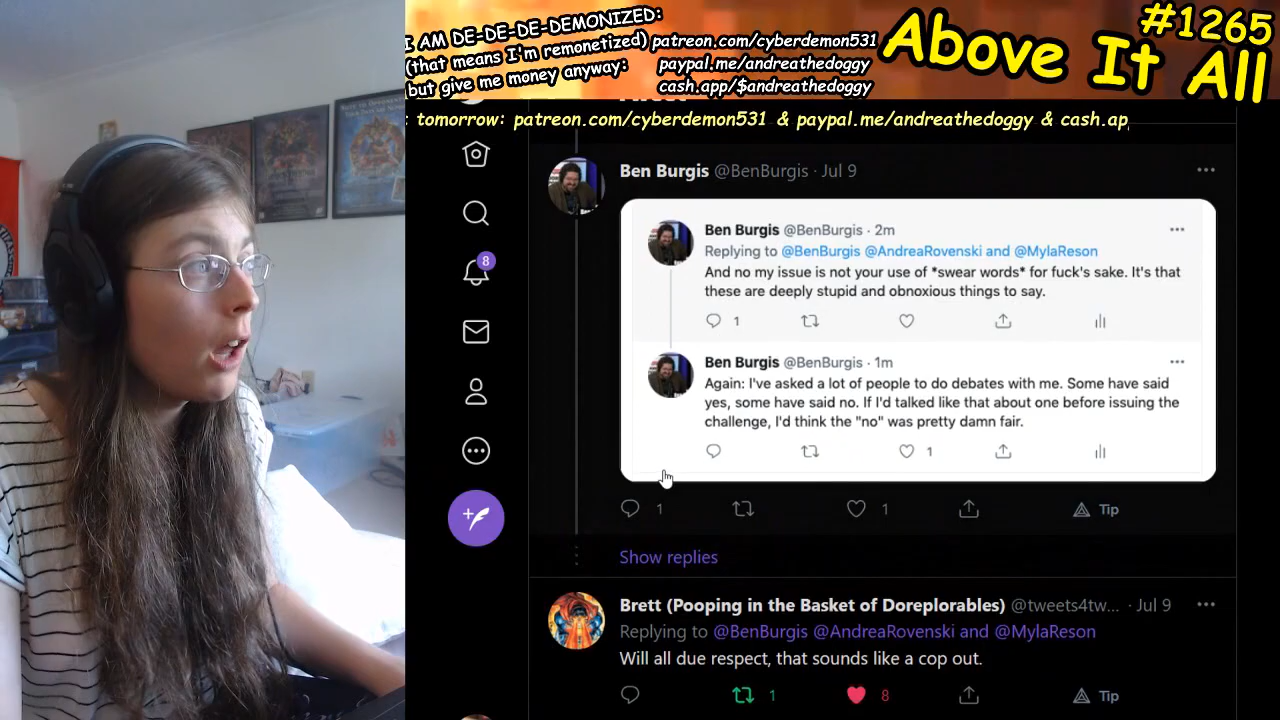 I AM DE-DE-DE-DEMONIZED:
(that means I'm remonetized)
but give me money anyway:
patreon.com/cyberdemon531
paypal.me/andreathedoggy
cash.app/$andreathedoggy
Above It All
#1265
: tomorrow: patreon.com/cyberdemon531 & paypal.me/andreathedoggy & cash.ap
8
Ben Burgis @BenBurgis · Jul 9
Ben Burgis @BenBurgis · 2m
Replying to @BenBurgis @AndreaRovenski and @MylaReson
And no my issue is not your use of *swear words* for fuck's sake. It's that
these are deeply stupid and obnoxious things to say.
1
Ben Burgis @BenBurgis · 1m
Again: I've asked a lot of people to do debates with me. Some have said
yes, some have said no. If I'd talked like that about one before issuing the
challenge, I'd think the "no" was pretty damn fair.
1
1 1 Tip
Show replies
Brett (Pooping in the Basket of Doreplorables) @tweets4tw... · Jul 9
Replying to @BenBurgis @AndreaRovenski and @MylaReson
Will all due respect, that sounds like a cop out.
1 8 Tip